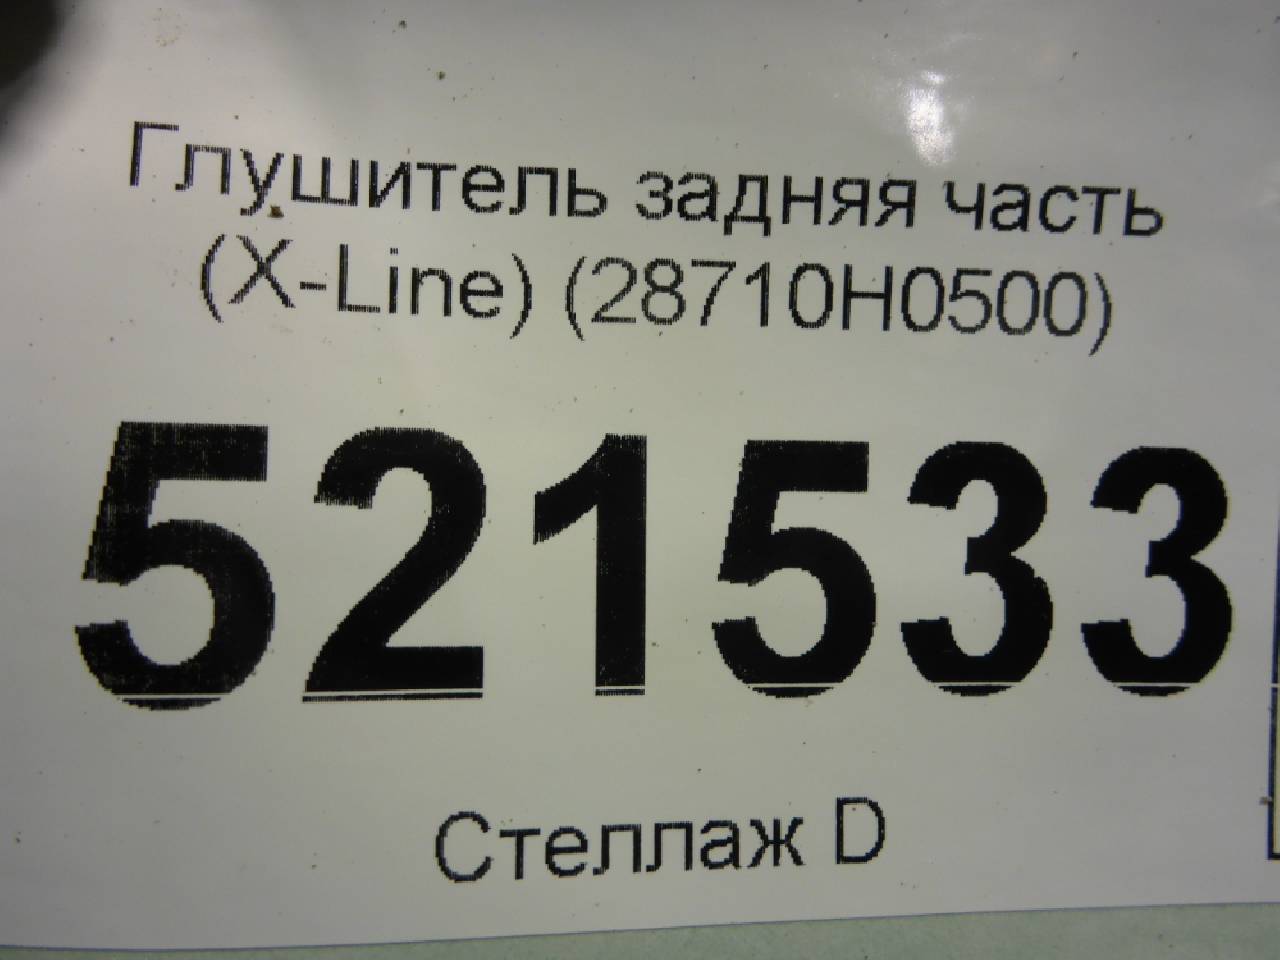 Глушитель задняя часть
(X-Line) (28710H0500)
521533
Стеллаж D